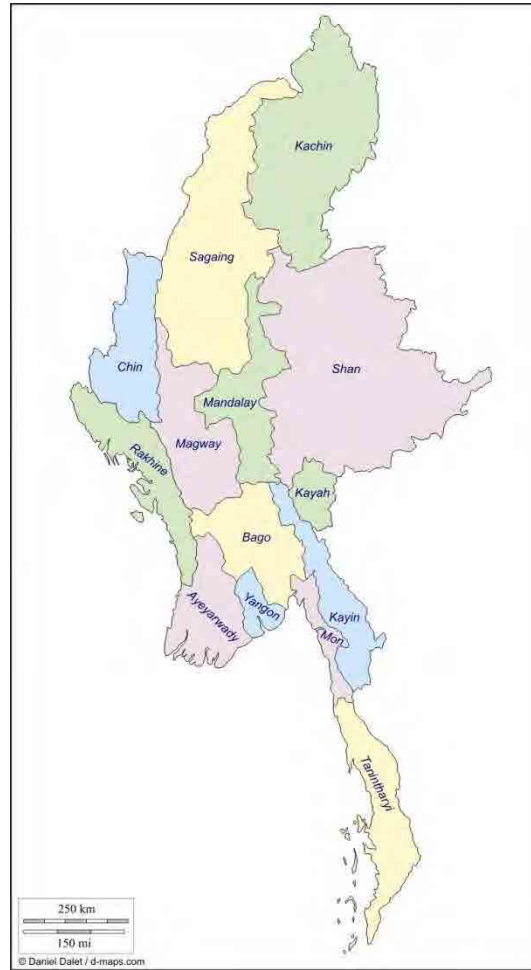 Kachin
Sagaing
Chin
Shan
Mandalay
Magway
Rakhine
Kayah
Bago
Ayeyarwady
Yangon
Kayin
Mon
Tanintharyi
250 km
150 mi
© Daniel Dalet / d-maps.com